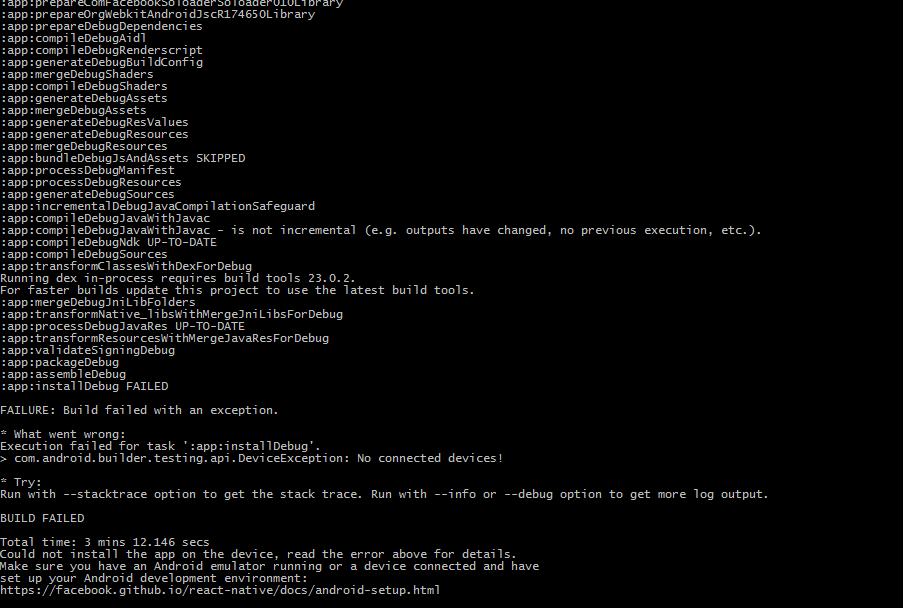 :app:prepareComFacebookSoloaderSoloader010Library
:app:prepareOrgWebkitAndroidJscR174650Library
:app:prepareDebugDependencies
:app:compileDebugAidl
:app:compileDebugRenderscript
:app:generateDebugBuildConfig
:app:mergeDebugShaders
:app:compileDebugShaders
:app:generateDebugAssets
:app:mergeDebugAssets
:app:generateDebugResValues
:app:generateDebugResources
:app:mergeDebugResources
:app:bundleDebugJsAndAssets SKIPPED
:app:processDebugManifest
:app:processDebugResources
:app:generateDebugSources
:app:incrementalDebugJavaCompilationSafeguard
:app:compileDebugJavaWithJavac
:app:compileDebugJavaWithJavac - is not incremental (e.g. outputs have changed, no previous execution, etc.).
:app:compileDebugNdk UP-TO-DATE
:app:compileDebugSources
:app:transformClassesWithDexForDebug
Running dex in-process requires build tools 23.0.2.
For faster builds update this project to use the latest build tools.
:app:mergeDebugJniLibFolders
:app:transformNative_libsWithMergeJniLibsForDebug
:app:processDebugJavaRes UP-TO-DATE
:app:transformResourcesWithMergeJavaResForDebug
:app:validateSigningDebug
:app:packageDebug
:app:assembleDebug
:app:installDebug FAILED
FAILURE: Build failed with an exception.
* What went wrong:
Execution failed for task ':app:installDebug'.
> com.android.builder.testing.api.DeviceException: No connected devices!
* Try:
Run with --stacktrace option to get the stack trace. Run with --info or --debug option to get more log output.
BUILD FAILED
Total time: 3 mins 12.146 secs
Could not install the app on the device, read the error above for details.
Make sure you have an Android emulator running or a device connected and have
set up your Android development environment:
https://facebook.github.io/react-native/docs/android-setup.html